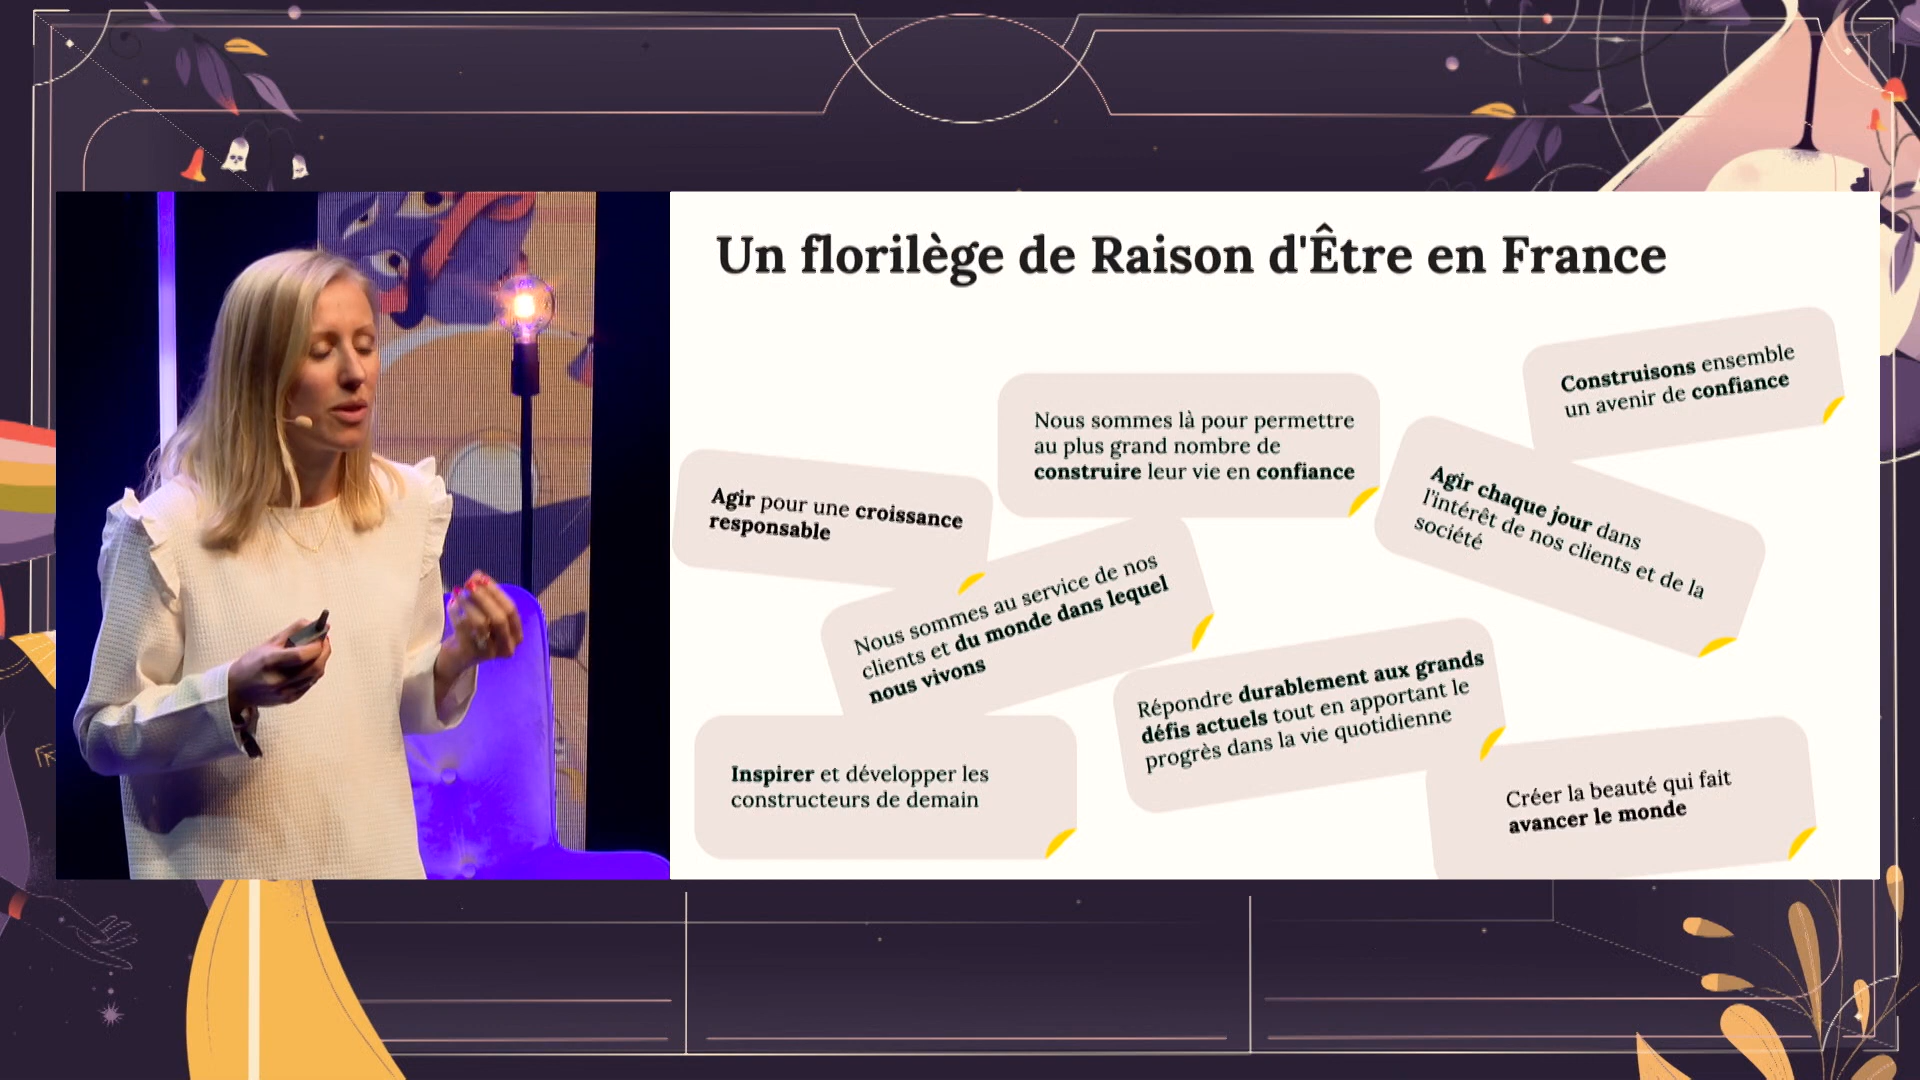 Un florilège de Raison d'Être en France
Construisons ensemble
un avenir de confiance
Nous sommes là pour permettre
au plus grand nombre de
construire leur vie en confiance
Agir chaque jour dans
l'intérêt de nos clients et de la
société
Agir pour une croissance
responsable
Nous sommes au service de nos
clients et du monde dans lequel
nous vivons
Répondre durablement aux grands
défis actuels tout en apportant le
progrès dans la vie quotidienne
Inspirer et développer les
constructeurs de demain
Créer la beauté qui fait
avancer le monde